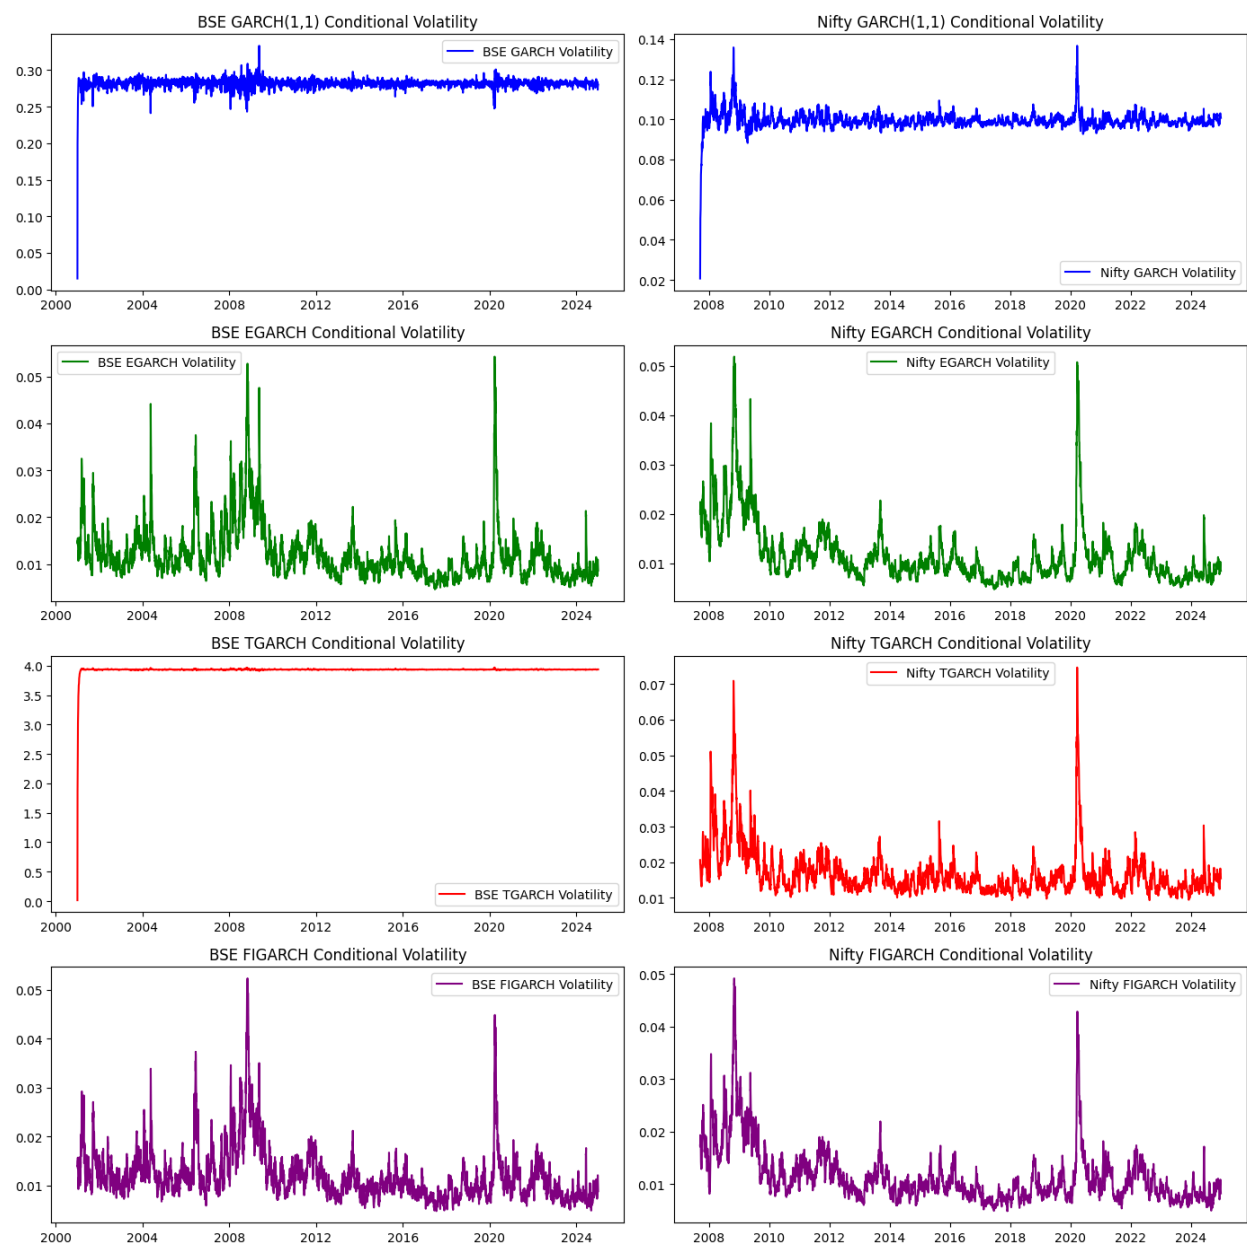 BSE GARCH(1,1) Conditional Volatility
BSE GARCH Volatility
0.30
0.25
0.20
0.15
0.10
0.05
0.00
2000 2004 2008 2012 2016 2020 2024
Nifty GARCH(1,1) Conditional Volatility
0.14
0.12
0.10
0.08
0.06
0.04
0.02
Nifty GARCH Volatility
2008 2010 2012 2014 2016 2018 2020 2022 2024
BSE EGARCH Conditional Volatility
BSE EGARCH Volatility
0.05
0.04
0.03
0.02
0.01
2000 2004 2008 2012 2016 2020 2024
Nifty EGARCH Conditional Volatility
Nifty EGARCH Volatility
0.05
0.04
0.03
0.02
0.01
2008 2010 2012 2014 2016 2018 2020 2022 2024
BSE TGARCH Conditional Volatility
4.0
3.5
3.0
2.5
2.0
1.5
1.0
0.5
0.0
BSE TGARCH Volatility
2000 2004 2008 2012 2016 2020 2024
Nifty TGARCH Conditional Volatility
Nifty TGARCH Volatility
0.07
0.06
0.05
0.04
0.03
0.02
0.01
2008 2010 2012 2014 2016 2018 2020 2022 2024
BSE FIGARCH Conditional Volatility
BSE FIGARCH Volatility
0.05
0.04
0.03
0.02
0.01
2000 2004 2008 2012 2016 2020 2024
Nifty FIGARCH Conditional Volatility
Nifty FIGARCH Volatility
0.05
0.04
0.03
0.02
0.01
2008 2010 2012 2014 2016 2018 2020 2022 2024